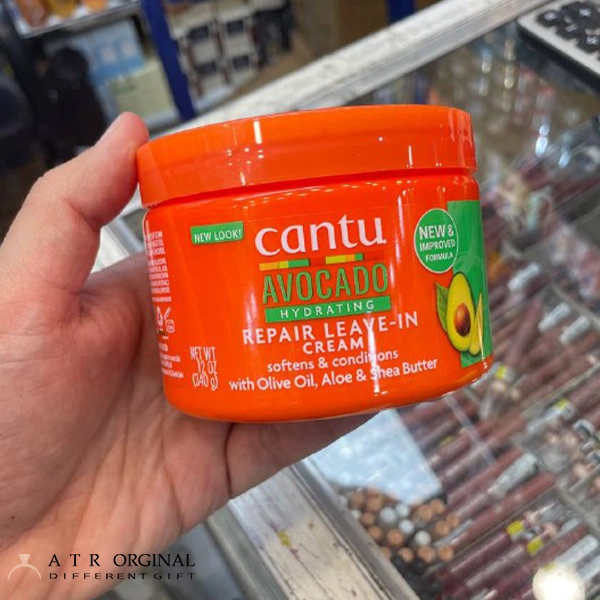 NEW LOOK!
cantu
NEW &
IMPROVED
FORMULA
AVOCADO
HYDRATING
REPAIR LEAVE-IN
CREAM
softens & conditions
with Olive Oil, Aloe & Shea Butter
NET WT
12 OZ
(340 g)
A T R ORGINAL
DIFFERENT GIFT